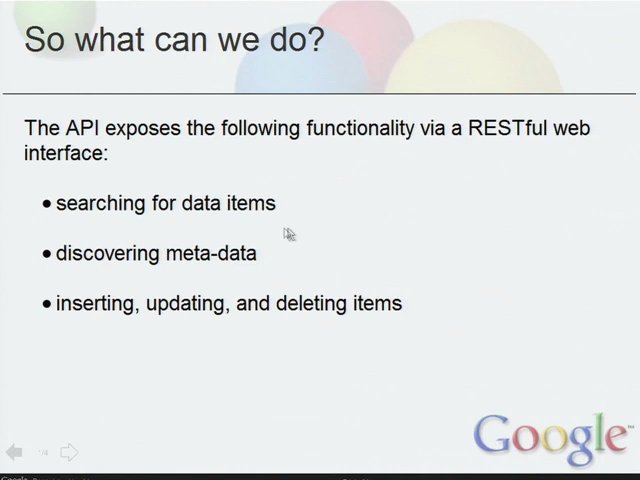 So what can we do?
The API exposes the following functionality via a RESTful web
interface:
• searching for data items
• discovering meta-data
• inserting, updating, and deleting items
Google™